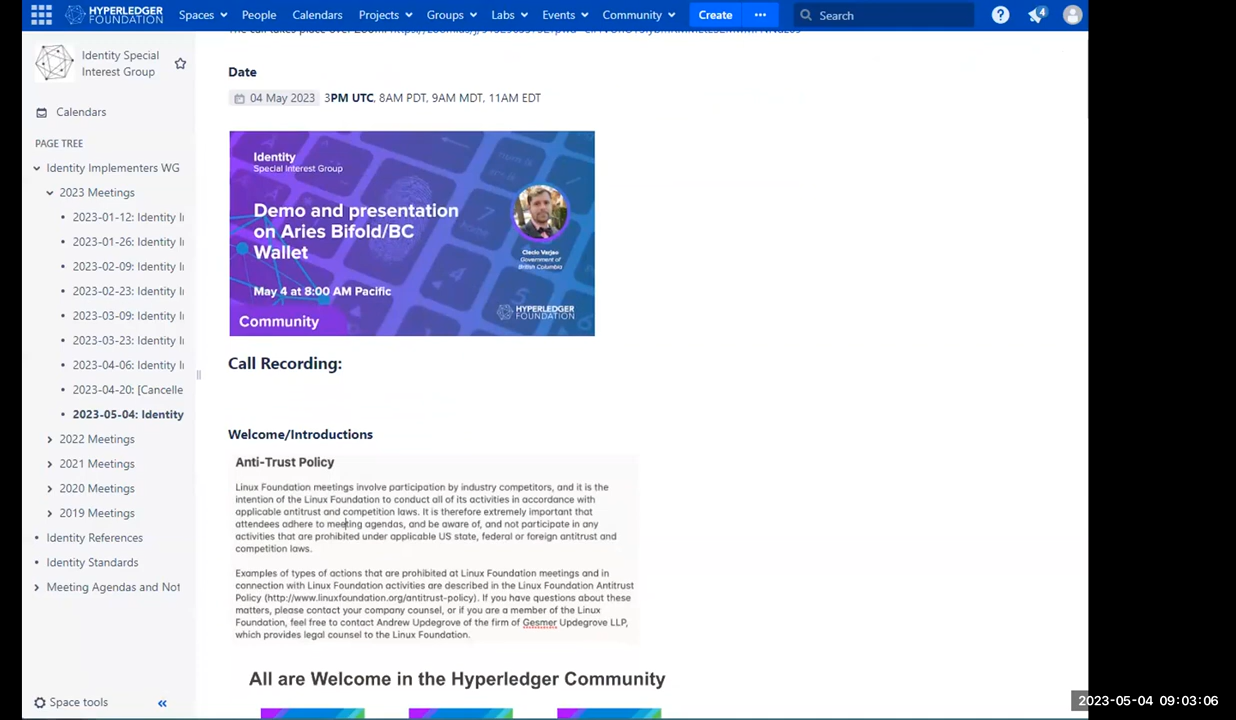 HYPERLEDGER
FOUNDATION
Spaces
People
Calendars
Projects
Groups
Labs
Events
Community
Create
Search
4
Identity Special
Interest Group
Calendars
PAGE TREE
Identity Implementers WG
2023 Meetings
2023-01-12: Identity I
2023-01-26: Identity I
2023-02-09: Identity I
2023-02-23: Identity I
2023-03-09: Identity I
2023-03-23: Identity I
2023-04-06: Identity I
2023-04-20: [Cancelle
2023-05-04: Identity
2022 Meetings
2021 Meetings
2020 Meetings
2019 Meetings
Identity References
Identity Standards
Meeting Agendas and Not
Space tools
Date
04 May 2023 3PM UTC, 8AM PDT, 9AM MDT, 11AM EDT
Identity
Special Interest Group
Demo and presentation
on Aries Bifold/BC
Wallet
May 4 at 8:00 AM Pacific
Community
Government of
British Columbia
HYPERLEDGER
FOUNDATION
Call Recording:
Welcome/Introductions
Anti-Trust Policy
Linux Foundation meetings involve participation by industry competitors, and it is the
intention of the Linux Foundation to conduct all of its activities in accordance with
applicable antitrust and competition laws. It is therefore extremely important that
attendees adhere to meeting agendas, and be aware of, and not participate in any
activities that are prohibited under applicable US state, federal or foreign antitrust and
competition laws.
Examples of types of actions that are prohibited at Linux Foundation meetings and in
connection with Linux Foundation activities are described in the Linux Foundation Antitrust
Policy (http://www.linuxfoundation.org/antitrust-policy). If you have questions about these
matters, please contact your company counsel, or if you are a member of the Linux
Foundation, feel free to contact Andrew Updegrove of the firm of Gesmer Updegrove LLP,
which provides legal counsel to the Linux Foundation.
All are Welcome in the Hyperledger Community
2023-05-04 09:03:06